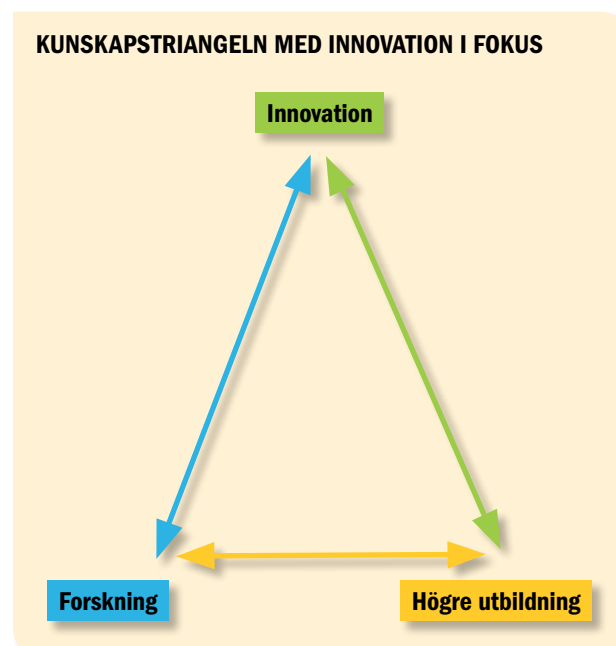 KUNSKAPSTRIANGELN MED INNOVATION I FOKUS
Innovation
Forskning
Högre utbildning